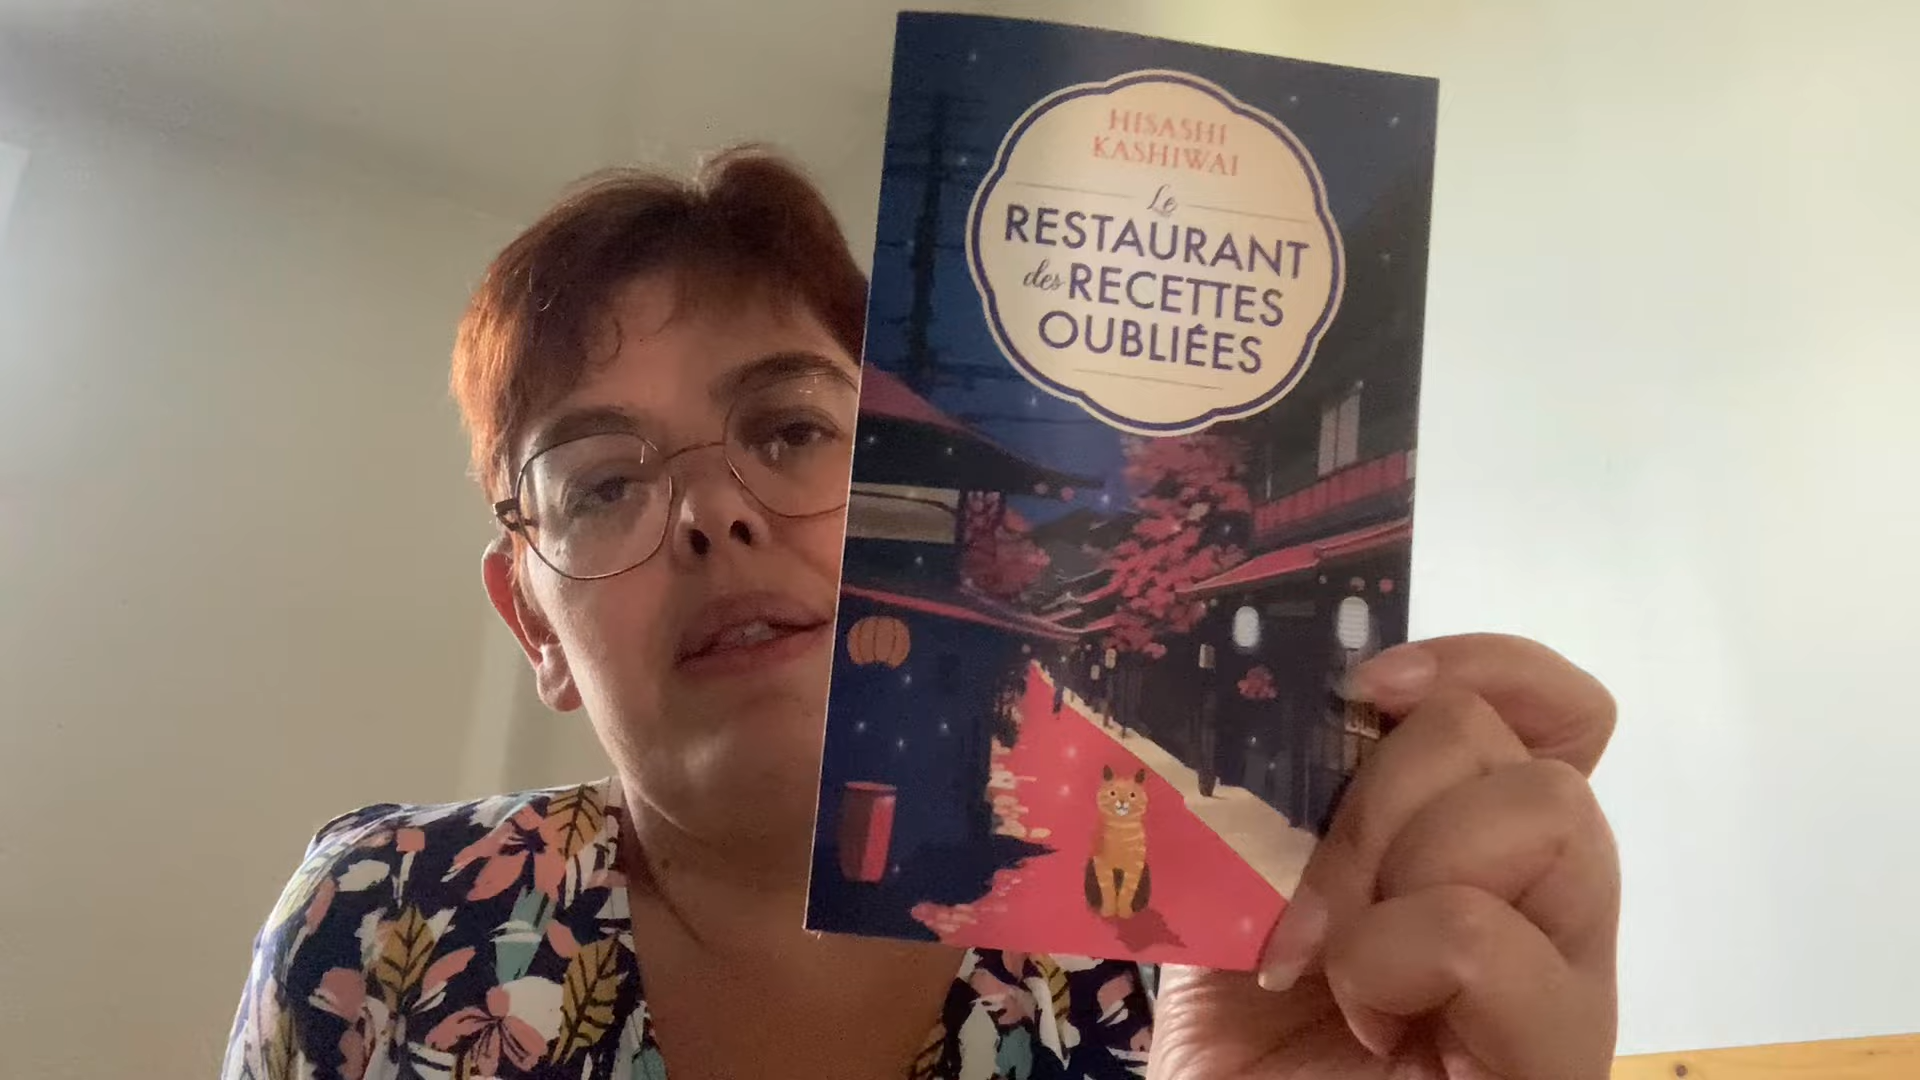 HISASHI
KASHIWAI
Le
RESTAURANT
des RECETTES
OUBLIÉES